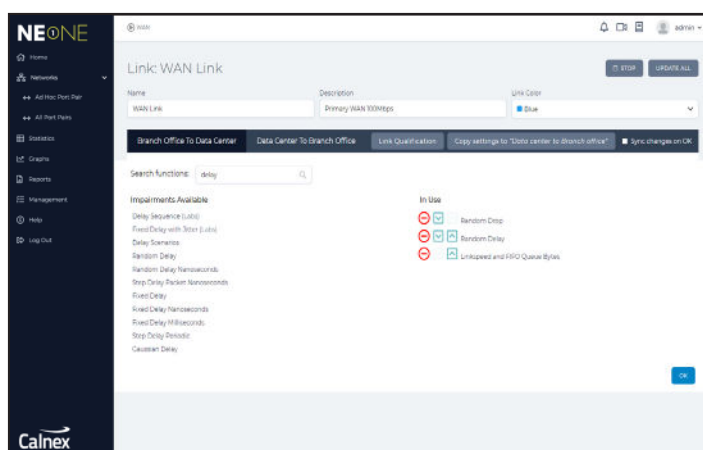 NEONE
WAN
admin
Home
Networks
Ad Hoc Port Pair
All Port Pairs
Statistics
Graphs
Reports
Management
Help
Log Out
Link: WAN Link
STOP
UPDATE ALL
Name
Description
Link Color
WAN Link
Primary WAN 100Mbps
Blue
Branch Office To Data Center
Data Center To Branch Office
Link Qualification
Copy settings to "Data center to Branch office"
Sync changes on OK
Search functions:
delay
Impairments Available
In Use
Delay Sequence (Labs)
Random Drop
Fixed Delay with Jitter (Labs)
Delay Scenarios
Random Delay
Random Delay
Linkspeed and FIFO Queue Bytes
Random Delay Nanoseconds
Step Delay Packet Nanoseconds
Fixed Delay
Fixed Delay Nanoseconds
Fixed Delay Milliseconds
Step Delay Periodic
Gaussian Delay
OK
Calnex